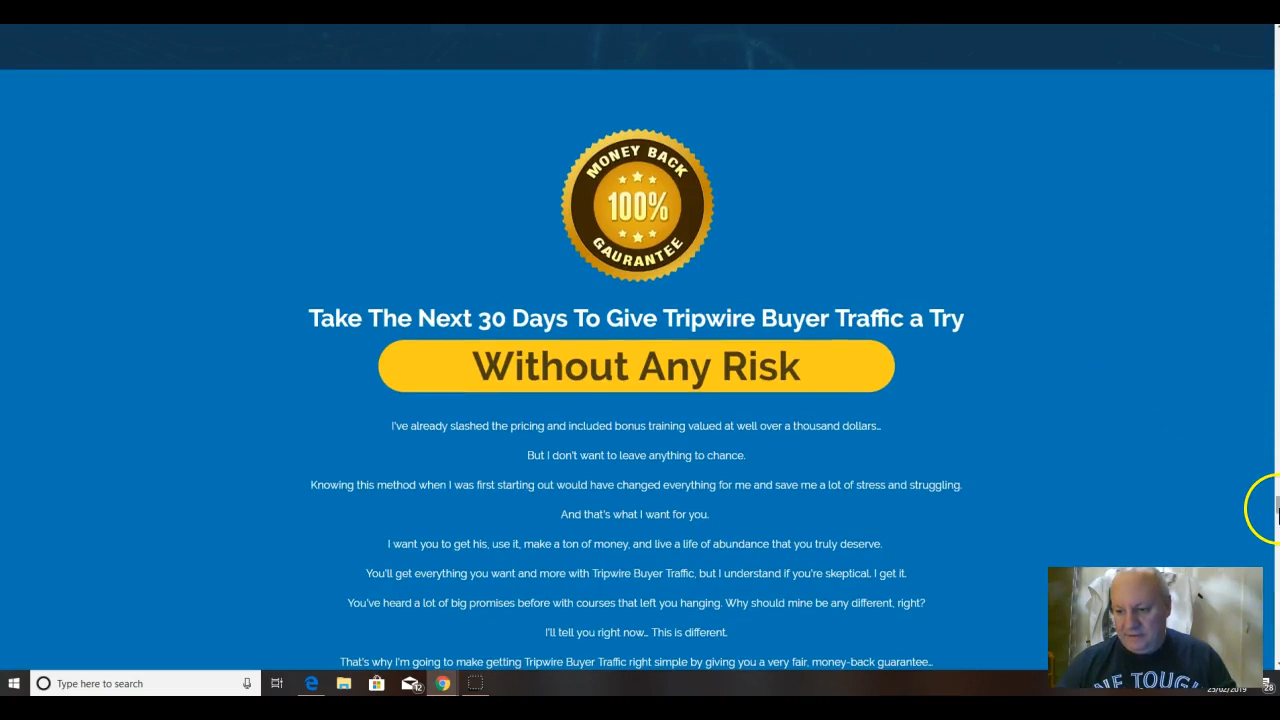 MONEY BACK
100%
GAURANTEE
Take The Next 30 Days To Give Tripwire Buyer Traffic a Try
Without Any Risk
I've already slashed the pricing and included bonus training valued at well over a thousand dollars...
But I don't want to leave anything to chance.
Knowing this method when I was first starting out would have changed everything for me and save me a lot of stress and struggling.
And that's what I want for you.
I want you to get his, use it, make a ton of money, and live a life of abundance that you truly deserve.
You'll get everything you want and more with Tripwire Buyer Traffic, but I understand if you're skeptical. I get it.
You've heard a lot of big promises before with courses that left you hanging. Why should mine be any different, right?
I'll tell you right now... This is different.
That's why I'm going to make getting Tripwire Buyer Traffic right simple by giving you a very fair, money-back guarantee...
TOUG
Type here to search
12
25/02/2019
28